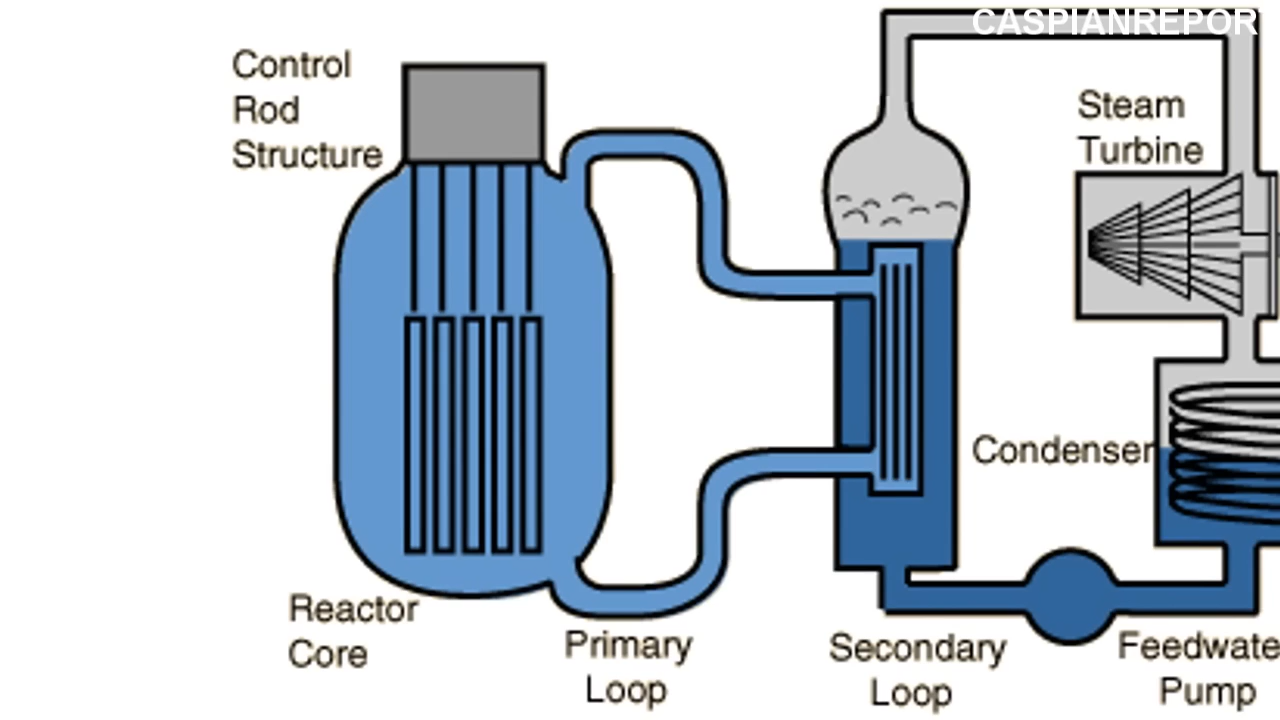 CASPIANREPOR
Control
Rod
Structure
Steam
Turbine
Condenser
Reactor
Core
Primary
Loop
Secondary
Loop
Feedwate
Pump